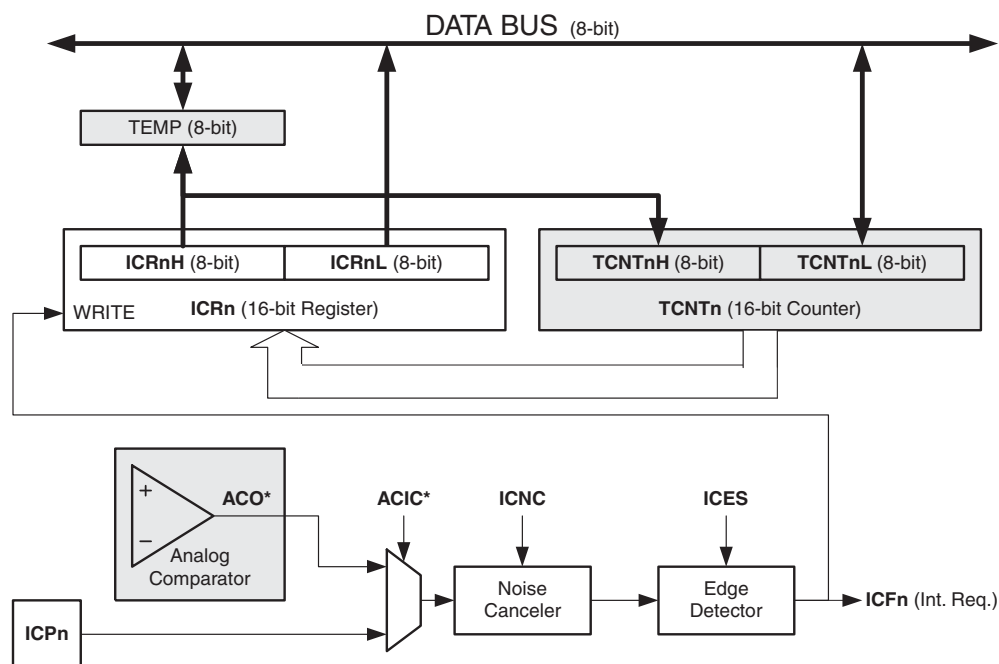 DATA BUS (8-bit)
TEMP (8-bit)
ICRnH (8-bit)
ICRnL (8-bit)
TCNTnH (8-bit)
TCNTnL (8-bit)
WRITE
ICRn (16-bit Register)
TCNTn (16-bit Counter)
+
−
ACO*
Analog
Comparator
ACIC*
ICNC
ICES
Noise
Canceler
Edge
Detector
ICFn (Int. Req.)
ICPn